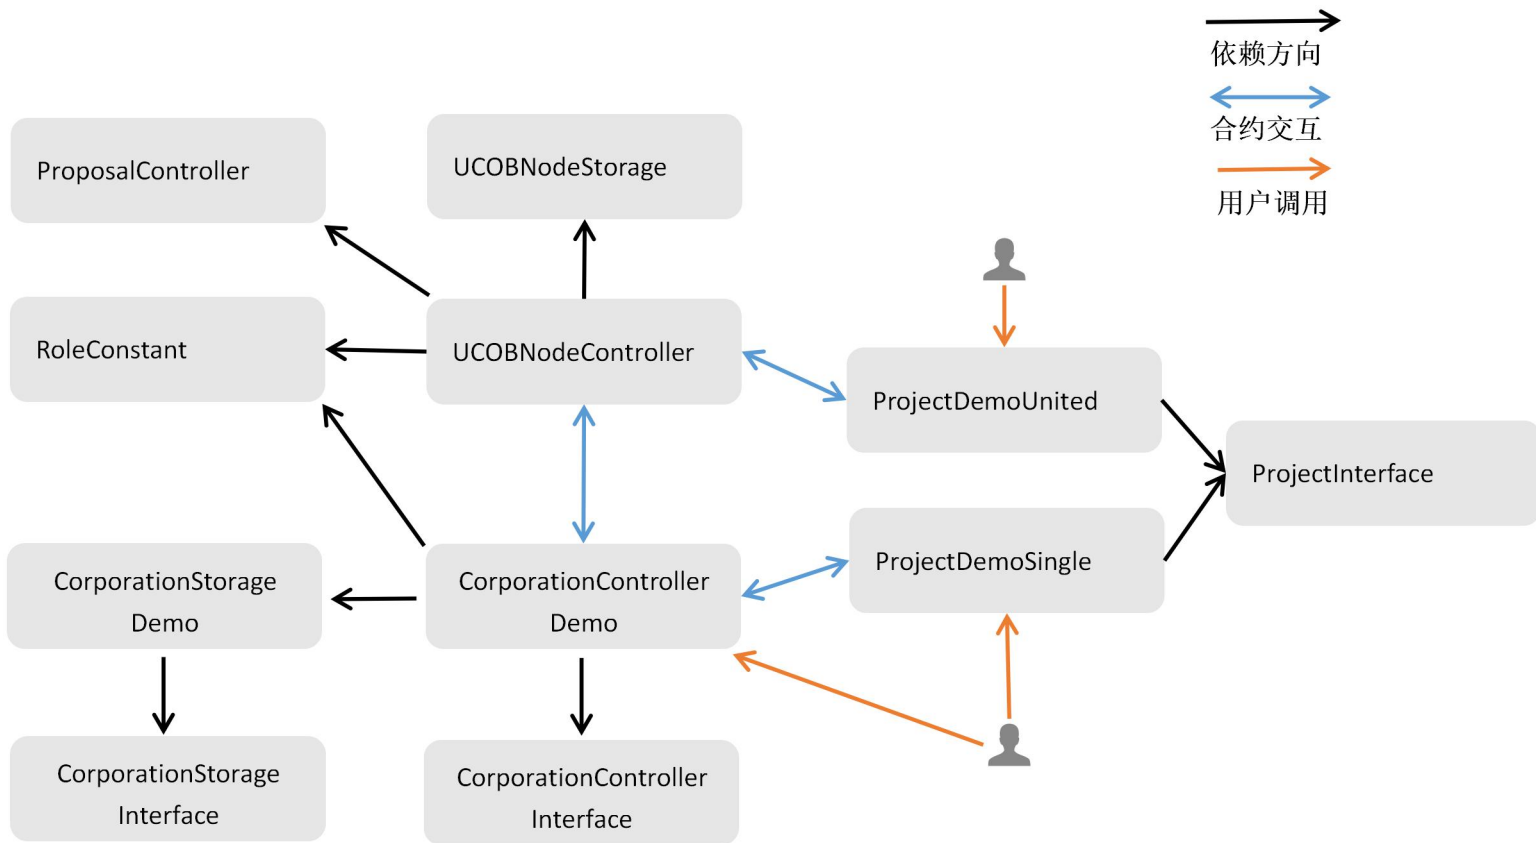 依赖方向
合约交互
用户调用
ProposalController
UCOBNodeStorage
RoleConstant
UCOBNodeController
ProjectDemoUnited
ProjectInterface
ProjectDemoSingle
CorporationStorage
Demo
CorporationController
Demo
CorporationStorage
Interface
CorporationController
Interface